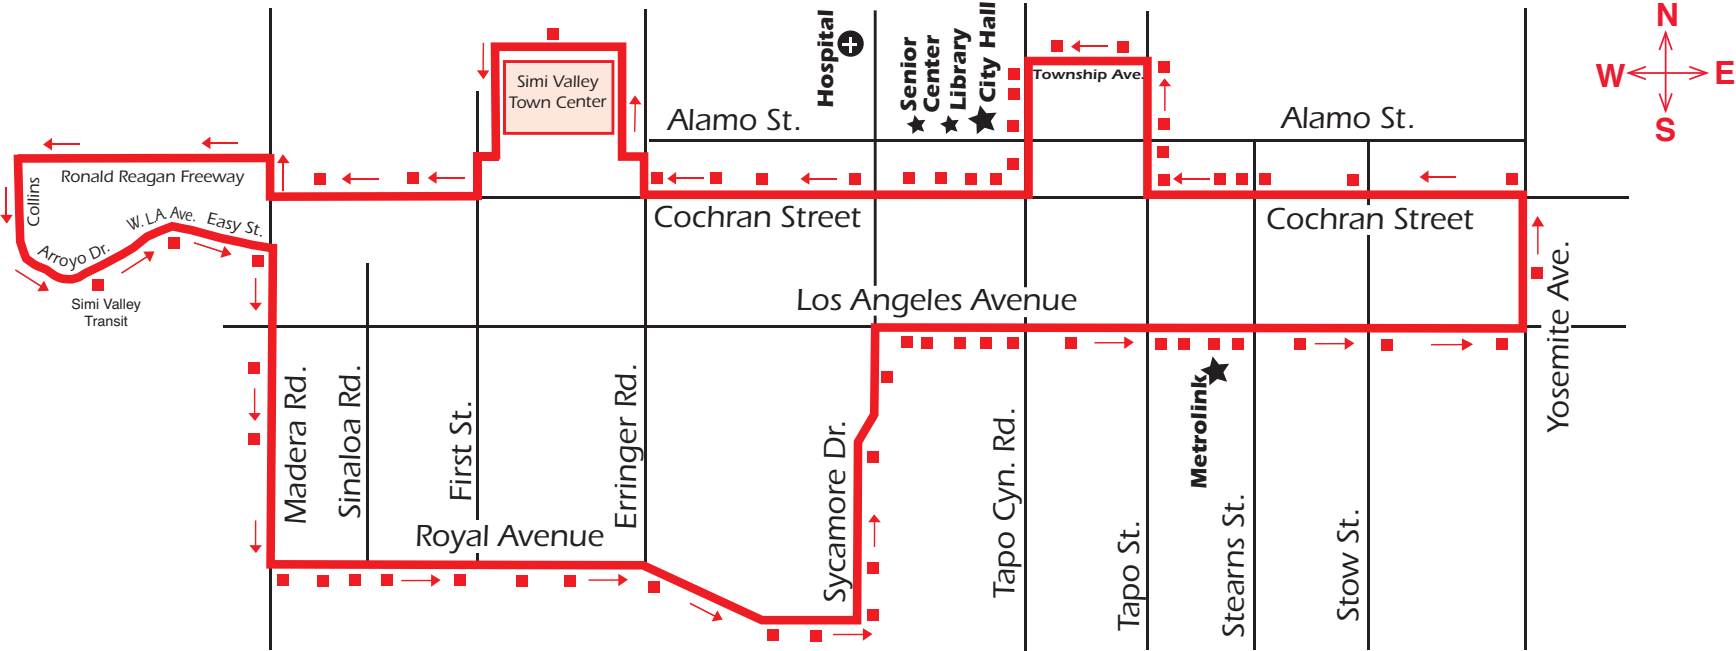 N
W
E
S
Hospital
Senior
Center
Library
City Hall
Township Ave.
Simi Valley
Town Center
Alamo St.
Alamo St.
Ronald Reagan Freeway
Collins
W. L.A. Ave.
Easy St.
Arroyo Dr.
Simi Valley
Transit
Cochran Street
Cochran Street
Los Angeles Avenue
Yosemite Ave.
Metrolink
Madera Rd.
Sinaloa Rd.
First St.
Erringer Rd.
Sycamore Dr.
Tapo Cyn. Rd.
Tapo St.
Stearns St.
Stow St.
Royal Avenue